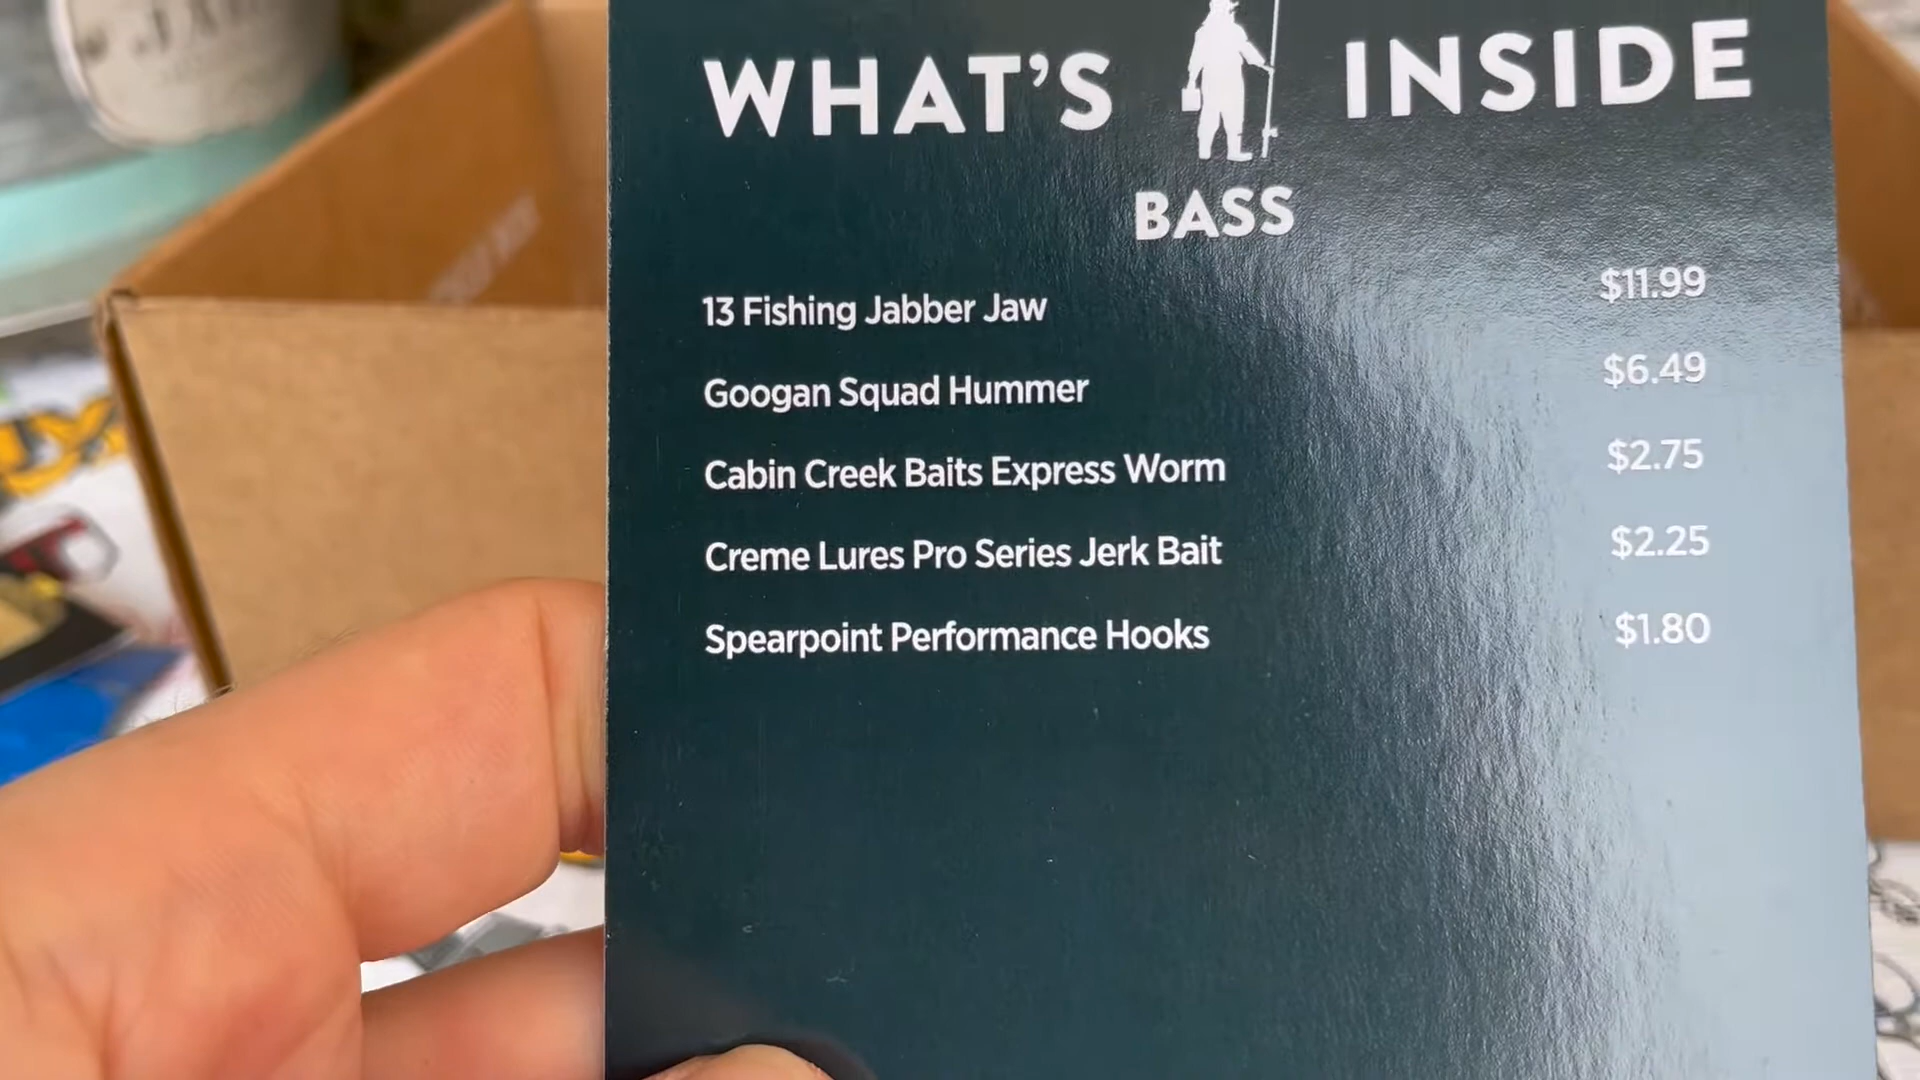 WHAT'S INSIDE
BASS
13 Fishing Jabber Jaw $11.99
Googan Squad Hummer $6.49
Cabin Creek Baits Express Worm $2.75
Creme Lures Pro Series Jerk Bait $2.25
Spearpoint Performance Hooks $1.80